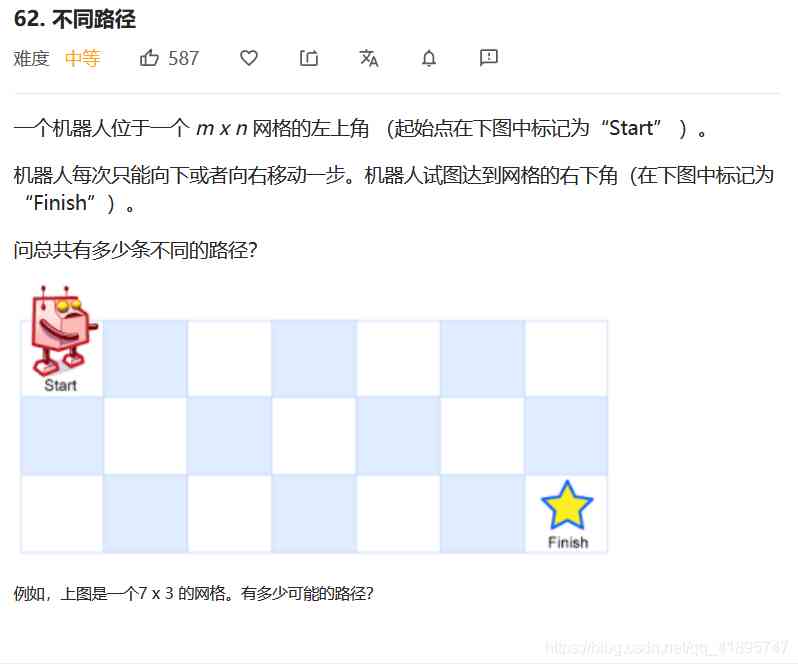 62. 不同路径
难度 中等 587
一个机器人位于一个 m x n 网格的左上角 （起始点在下图中标记为“Start” ）。
机器人每次只能向下或者向右移动一步。机器人试图达到网格的右下角（在下图中标记为
“Finish”）。
问总共有多少条不同的路径？
Start
Finish
例如，上图是一个7 x 3 的网格。有多少可能的路径？
https://blog.csdn.net/qq_41895747